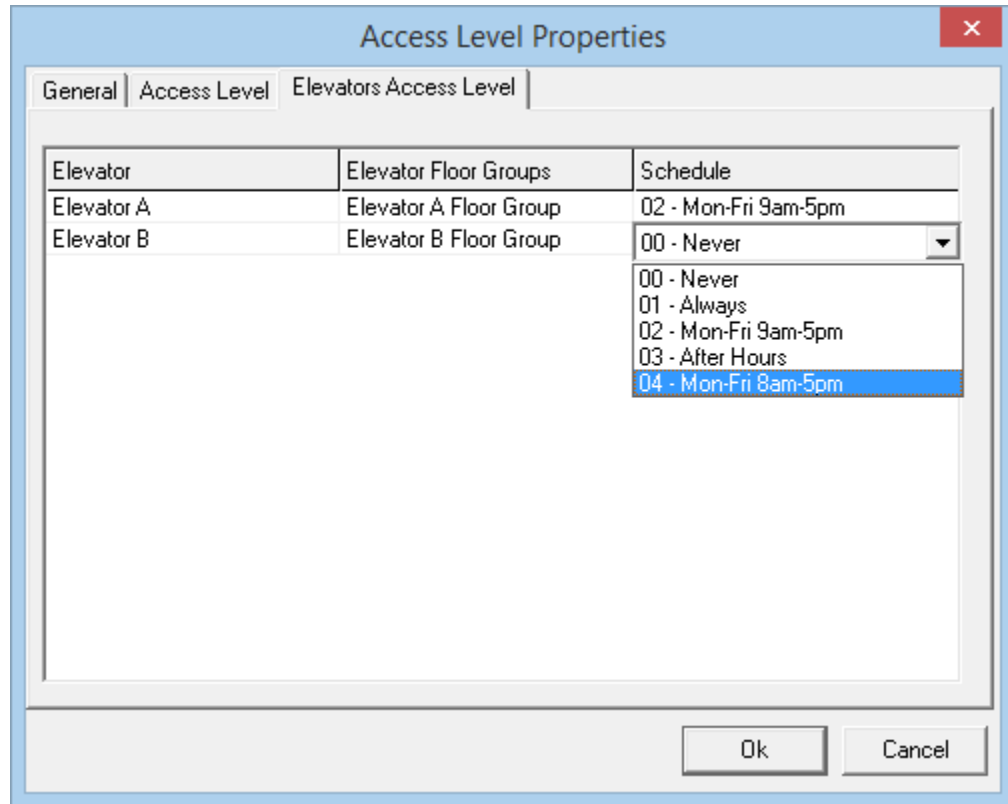 Access Level Properties
General Access Level Elevators Access Level
Elevator Elevator Floor Groups Schedule
Elevator A Elevator A Floor Group 02 - Mon-Fri 9am-5pm
Elevator B Elevator B Floor Group 00 - Never
00 - Never
01 - Always
02 - Mon-Fri 9am-5pm
03 - After Hours
04 - Mon-Fri 8am-5pm
Ok Cancel